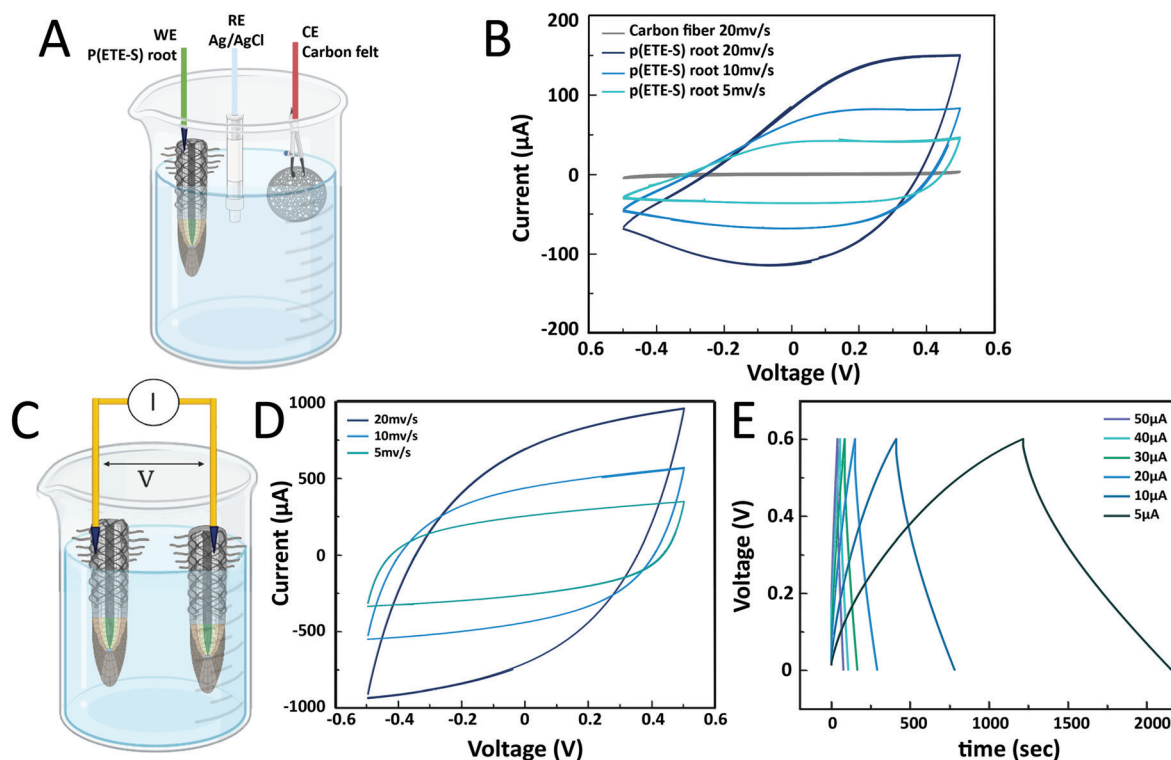 A
WE
P(ETE-S) root
RE
Ag/AgCl
CE
Carbon felt
B
Carbon fiber 20mv/s
p(ETE-S) root 20mv/s
p(ETE-S) root 10mv/s
p(ETE-S) root 5mv/s
Current (µA)
200
150
100
0
-100
-200
0.6
-0.4
-0.2
0
0.2
0.4
0.6
Voltage (V)
C
I
V
D
20mv/s
10mv/s
5mv/s
Current (µA)
1000
500
0
-500
-1000
-0.6
-0.4
-0.2
0
0.2
0.4
0.6
Voltage (V)
E
50µA
40µA
30µA
20µA
10µA
5µA
Voltage (V)
0.6
0.4
0.2
0
0
500
1000
1500
2000
time (sec)